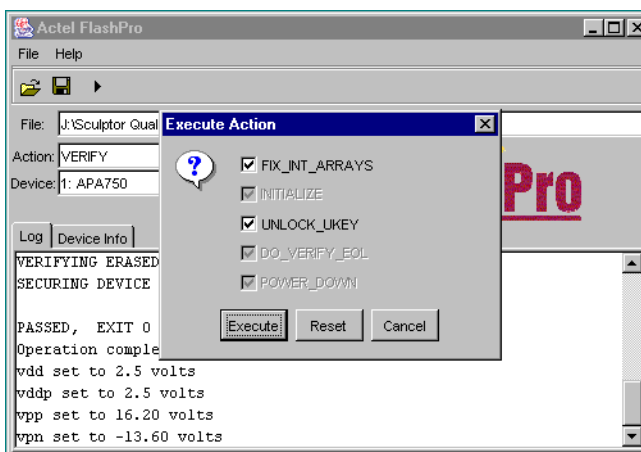 Actel FlashPro
File Help
File: J:\Sculptor Qual
Action: VERIFY
Device: 1: APA750
Execute Action
?
FIX_INT_ARRAYS
INITIALIZE
UNLOCK_UKEY
DO_VERIFY_EOL
POWER_DOWN
Execute Reset Cancel
Pro
Log Device Info
VERIFYING ERASED
SECURING DEVICE
PASSED, EXIT 0
Operation comple
vdd set to 2.5 volts
vddp set to 2.5 volts
vpp set to 16.20 volts
vpn set to -13.60 volts